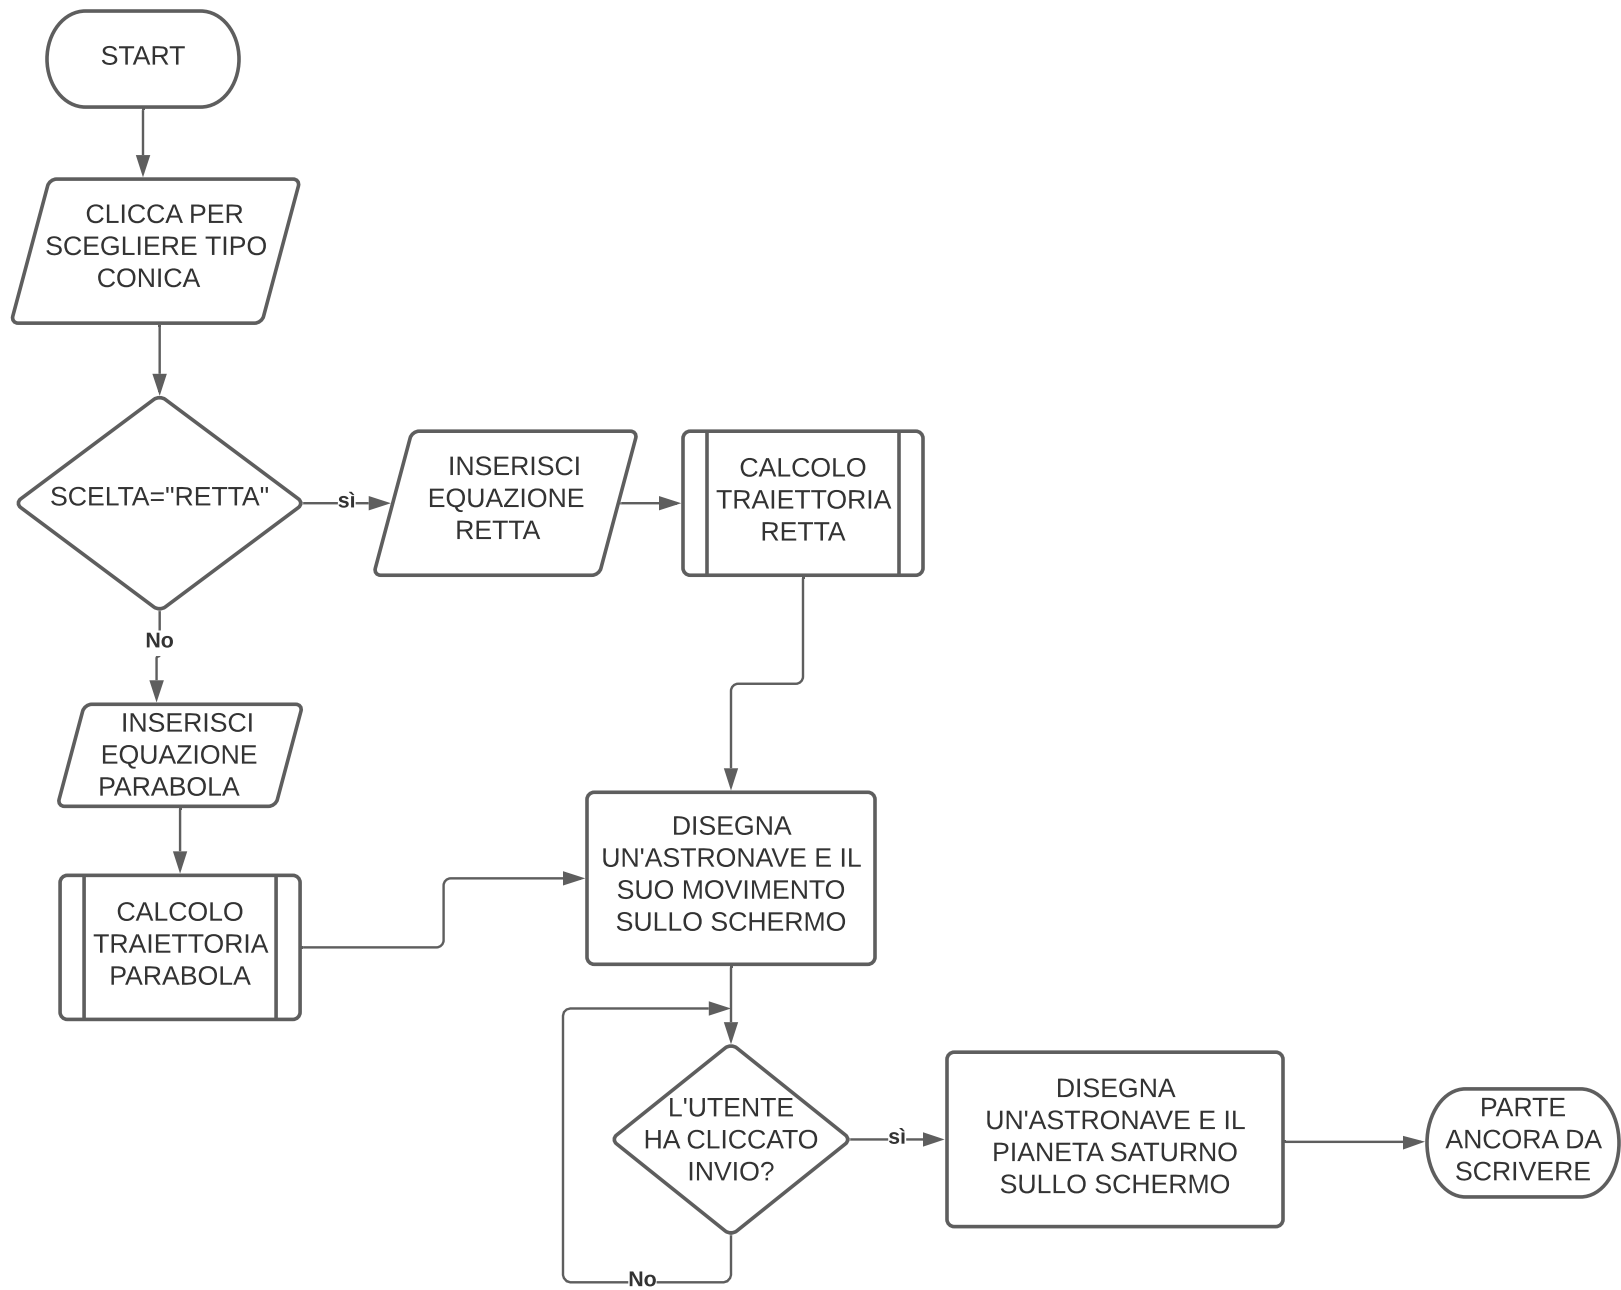 START
CLICCA PER
SCEGLIERE TIPO
CONICA
SCELTA="RETTA"
sì
INSERISCI
EQUAZIONE
RETTA
CALCOLO
TRAIETTORIA
RETTA
No
INSERISCI
EQUAZIONE
PARABOLA
CALCOLO
TRAIETTORIA
PARABOLA
DISEGNA
UN'ASTRONAVE E IL
SUO MOVIMENTO
SULLO SCHERMO
L'UTENTE
HA CLICCATO
INVIO?
sì
No
DISEGNA
UN'ASTRONAVE E IL
PIANETA SATURNO
SULLO SCHERMO
PARTE
ANCORA DA
SCRIVERE